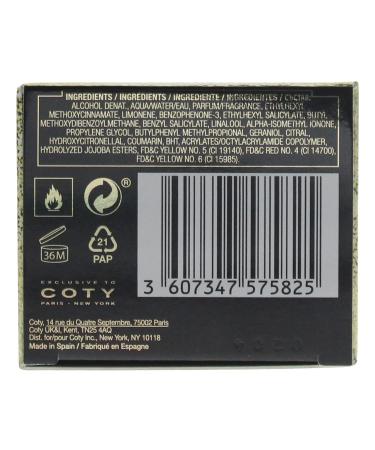 INGREDIENTS / INGREDIENTS / INGREDIENTE / INGREDIENTES / Состав:
ALCOHOL DENAT., AQUA/WATER/EAU, PARFUM/FRAGRANCE, ETHYLHEXYL
METHOXYCINNAMATE, LIMONENE, BENZOPHENONE-3, ETHYLHEXYL SALICYLATE, BUTYL
METHOXYDIBENZOYLMETHANE, BENZYL SALICYLATE, LINALOOL, ALPHA-ISOMETHYL IONONE,
PROPYLENE GLYCOL, BUTYLPHENYL METHYLPROPIONAL, GERANIOL, CITRAL,
HYDROXYCITRONELLAL, COUMARIN, BHT, ACRYLATES/OCTYLACRYLAMIDE COPOLYMER,
HYDROLYZED JOJOBA ESTERS, FD&C YELLOW NO. 5 (CI 19140), FD&C RED NO. 4 (CI 14700),
FD&C YELLOW NO. 6 (CI 15985)
®
36M
21
PAP
3 607347 575825
EXCLUSIVE TO
COTY
PARIS - NEW YORK
Coty, 14 rue du Quatre Septembre, 75002 Paris
Coty UK&I, Kent, TN25 4AQ
Dist. for/pour Coty Inc., New York, NY 10118
Made in Spain / Fabriqué en Espagne